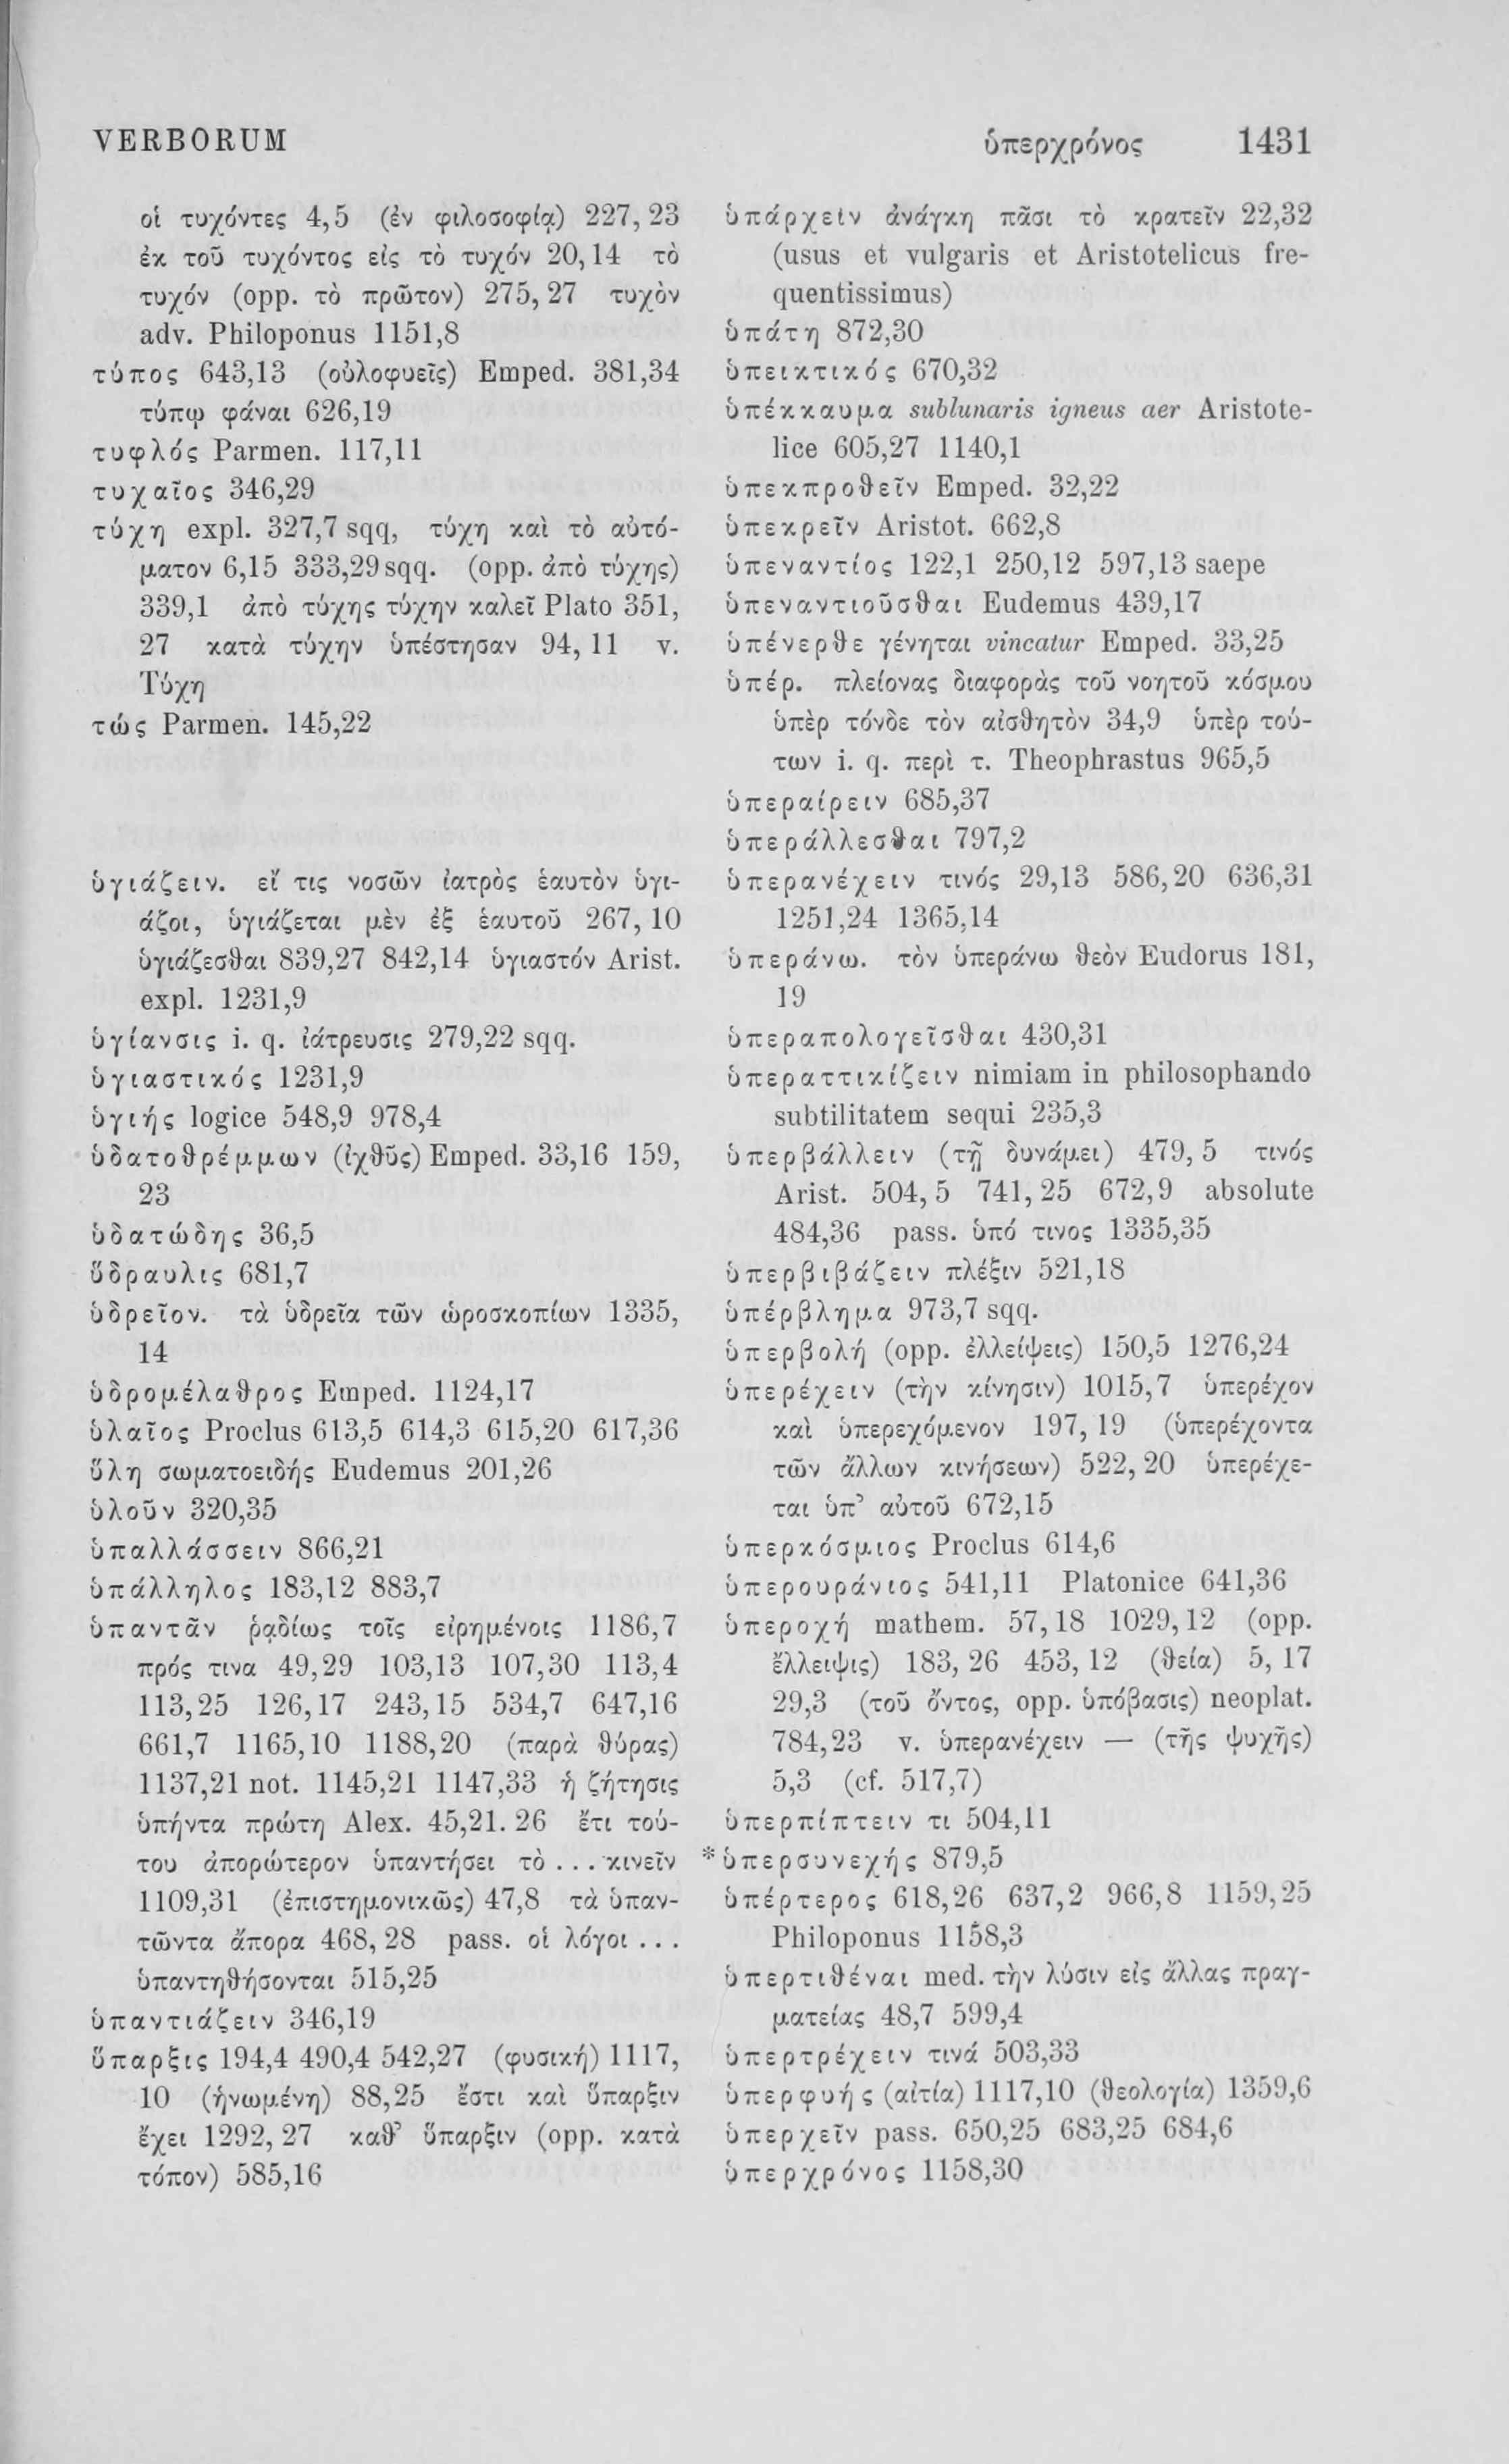 VERBORUM
ὑπερχρόνος 1431
οἱ τυχόντες 4,5 (ἐν φιλοσοφίᾳ) 227, 23
ἐκ τοῦ τυχόντος εἰς τὸ τυχόν 20,14 τὸ
τυχόν (opp. τὸ πρῶτον) 275, 27 τυχὸν
adv. Philoponus 1151,8
τύπος 643,13 (οὐλοφυεῖς) Emped. 381,34
τύπῳ φάναι 626,19
τυφλός Parmen. 117,11
τυχαῖος 346,29
τύχη expl. 327,7 sqq, τύχη καὶ τὸ αὐτό-
ματον 6,15 333,29 sqq. (opp. ἀπὸ τύχης)
339,1 ἀπὸ τύχης τύχην καλεῖ Plato 351,
27 κατὰ τύχην ὑπέστησαν 94, 11 v.
Τύχη
τώς Parmen. 145,22
ὑγιάζειν. εἴ τις νοσῶν ἰατρὸς ἑαυτὸν ὑγι-
άζοι, ὑγιάζεται μὲν ἐξ ἑαυτοῦ 267, 10
ὑγιάζεσθαι 839,27 842,14 ὑγιαστόν Arist.
expl. 1231,9
ὑγίανσις i. q. ἰάτρευσις 279,22 sqq.
ὑγιαστικός 1231,9
ὑγιής logice 548,9 978,4
ὑδατοθρέμμων (ἰχθῦς) Emped. 33,16 159,
23
ὑδατώδης 36,5
ὕδραυλις 681,7
ὑδρεῖον. τὰ ὑδρεῖα τῶν ὡροσκοπίων 1335,
14
ὑδρομέλαθρος Emped. 1124,17
ὑλαῖος Proclus 613,5 614,3 615,20 617,36
ὕλη σωματοειδής Eudemus 201,26
ὑλοῦν 320,35
ὑπαλλάσσειν 866,21
ὑπάλληλος 183,12 883,7
ὑπαντᾶν ῥᾳδίως τοῖς εἰρημένοις 1186,7
πρός τινα 49,29 103,13 107,30 113,4
113,25 126,17 243,15 534,7 647,16
661,7 1165,10 1188,20 (παρὰ θύρας)
1137,21 not. 1145,21 1147,33 ἡ ζήτησις
ὑπήντα πρώτη Alex. 45,21. 26 ἔτι τού-
του ἀπορώτερον ὑπαντήσει τὸ ... κινεῖν
1109,31 (ἐπιστημονικῶς) 47,8 τὰ ὑπαν-
τῶντα ἄπορα 468, 28 pass. οἱ λόγοι ...
ὑπαντηθήσονται 515,25
ὑπαντιάζειν 346,19
ὕπαρξις 194,4 490,4 542,27 (φυσική) 1117,
10 (ἡνωμένη) 88,25 ἔστι καὶ ὕπαρξιν
ἔχει 1292, 27 καθ’ ὕπαρξιν (opp. κατὰ
τόπον) 585,16
ὑπάρχειν ἀνάγκη πᾶσι τὸ κρατεῖν 22,32
(usus et vulgaris et Aristotelicus fre-
quentissimus)
ὑπάτη 872,30
ὑπεικτικός 670,32
ὑπέκκαυμα sublunaris igneus aer Aristote-
lice 605,27 1140,1
ὑπεκπροθεῖν Emped. 32,22
ὑπεκρεῖν Aristot. 662,8
ὑπεναντίος 122,1 250,12 597,13 saepe
ὑπεναντιοῦσθαι Eudemus 439,17
ὑπένερθε γένηται vincatur Emped. 33,25
ὑπέρ. πλείονας διαφορὰς τοῦ νοητοῦ κόσμου
ὑπὲρ τόνδε τὸν αἰσθητὸν 34,9 ὑπὲρ τού-
των i. q. περὶ τ. Theophrastus 965,5
ὑπεραίρειν 685,37
ὑπεράλλεσθαι 797,2
ὑπερανέχειν τινός 29,13 586,20 636,31
1251,24 1365,14
ὑπεράνω. τὸν ὑπεράνω θεὸν Eudorus 181,
19
ὑπεραπολογεῖσθαι 430,31
ὑπεραττικίζειν nimiam in philosophando
subtilitatem sequi 235,3
ὑπερβάλλειν (τῇ δυνάμει) 479, 5 τινός
Arist. 504, 5 741, 25 672, 9 absolute
484,36 pass. ὑπό τινος 1335,35
ὑπερβιβάζειν πλέξιν 521,18
ὑπέρβλημα 973,7 sqq.
ὑπερβολή (opp. ἐλλείψεις) 150,5 1276,24
ὑπερέχειν (τὴν κίνησιν) 1015,7 ὑπερέχον
καὶ ὑπερεχόμενον 197, 19 (ὑπερέχοντα
τῶν ἄλλων κινήσεων) 522, 20 ὑπερέχε-
ται ὑπ’ αὐτοῦ 672,15
ὑπερκόσμιος Proclus 614,6
ὑπερουράνιος 541,11 Platonice 641,36
ὑπεροχή mathem. 57, 18 1029, 12 (opp.
ἔλλειψις) 183, 26 453, 12 (θεία) 5, 17
29,3 (τοῦ ὄντος, opp. ὑπόβασις) neoplat.
784,23 v. ὑπερανέχειν — (τῆς ψυχῆς)
5,3 (cf. 517,7)
ὑπερπίπτειν τι 504,11
*ὑπερσυνεχής 879,5
ὑπέρτερος 618,26 637,2 966,8 1159,25
Philoponus 1158,3
ὑπερτιθέναι med. τὴν λύσιν εἰς ἄλλας πραγ-
ματείας 48,7 599,4
ὑπερτρέχειν τινά 503,33
ὑπερφυής (αἰτία) 1117,10 (θεολογία) 1359,6
ὑπερχεῖν pass. 650,25 683,25 684,6
ὑπερχρόνος 1158,30